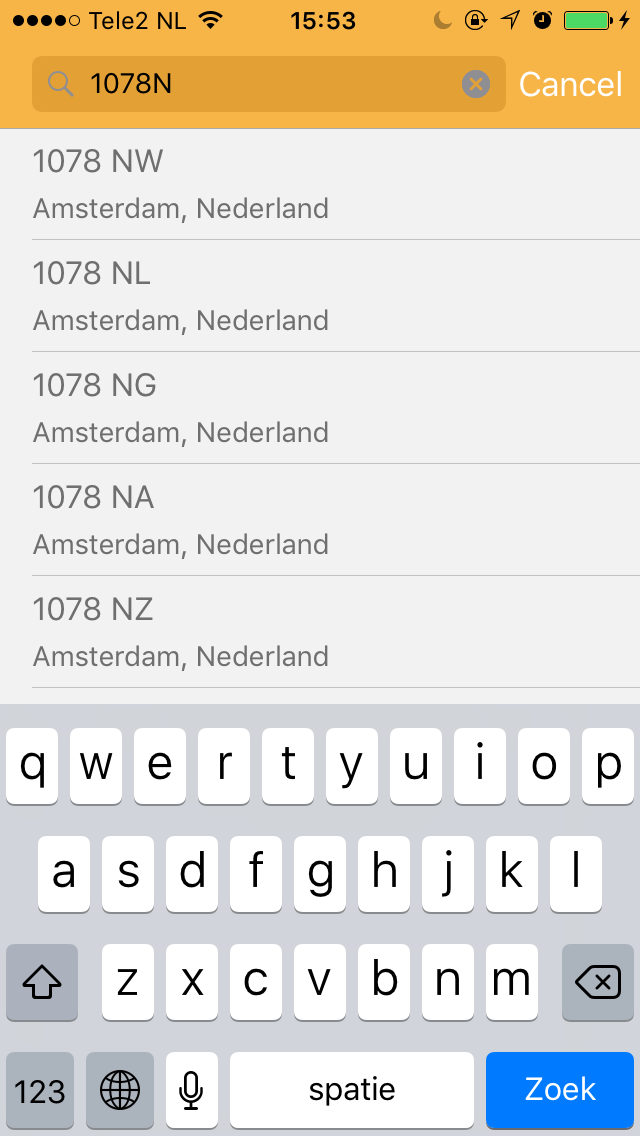 Tele2 NL 15:53
1078N Cancel
1078 NW
Amsterdam, Nederland
1078 NL
Amsterdam, Nederland
1078 NG
Amsterdam, Nederland
1078 NA
Amsterdam, Nederland
1078 NZ
Amsterdam, Nederland
q w e r t y u i o p
a s d f g h j k l
z x c v b n m
123 spatie Zoek